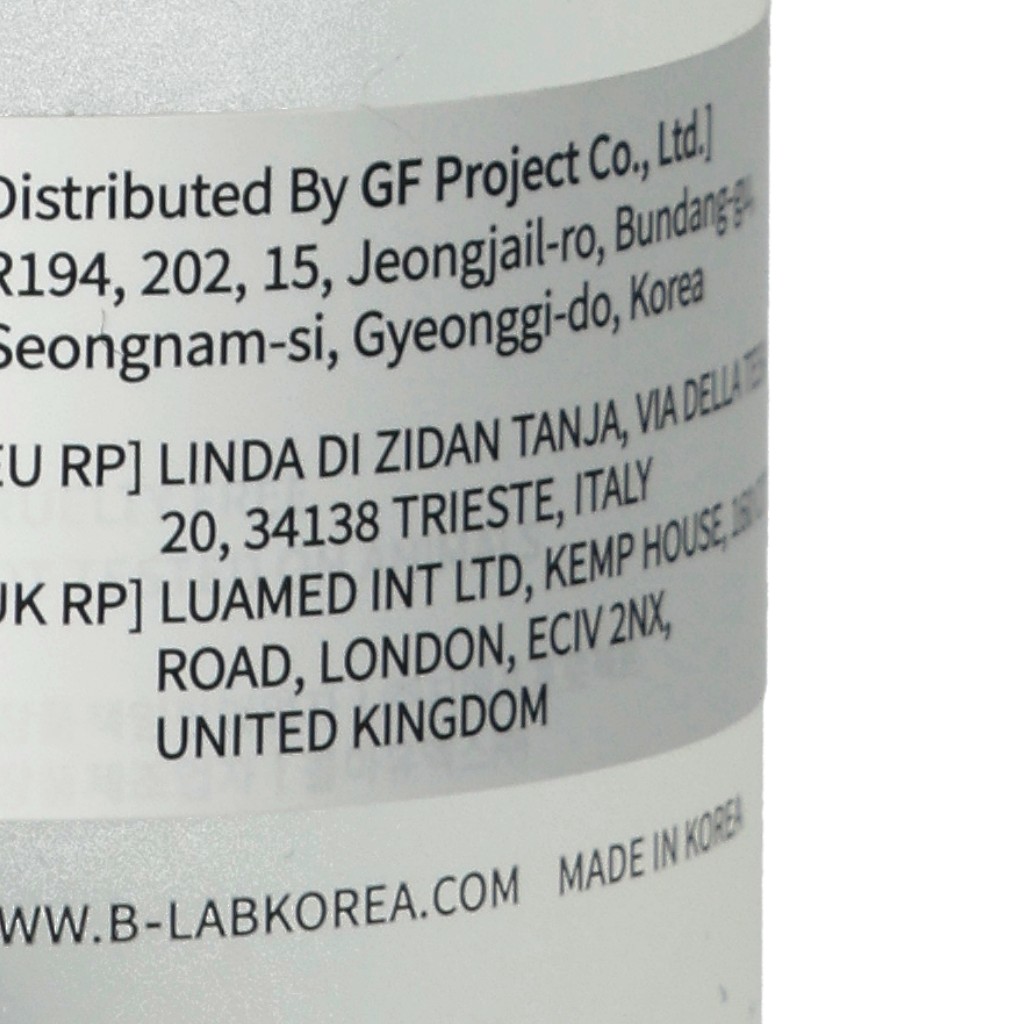 Distributed By GF Project Co., Ltd.]
R194, 202, 15, Jeongjail-ro, Bundang-gu,
Seongnam-si, Gyeonggi-do, Korea
EU RP] LINDA DI ZIDAN TANJA, VIA DELLA
20, 34138 TRIESTE, ITALY
UK RP] LUAMED INT LTD, KEMP HOUSE,
ROAD, LONDON, ECIV 2NX,
UNITED KINGDOM
WWW.B-LABKOREA.COM MADE IN KOREA